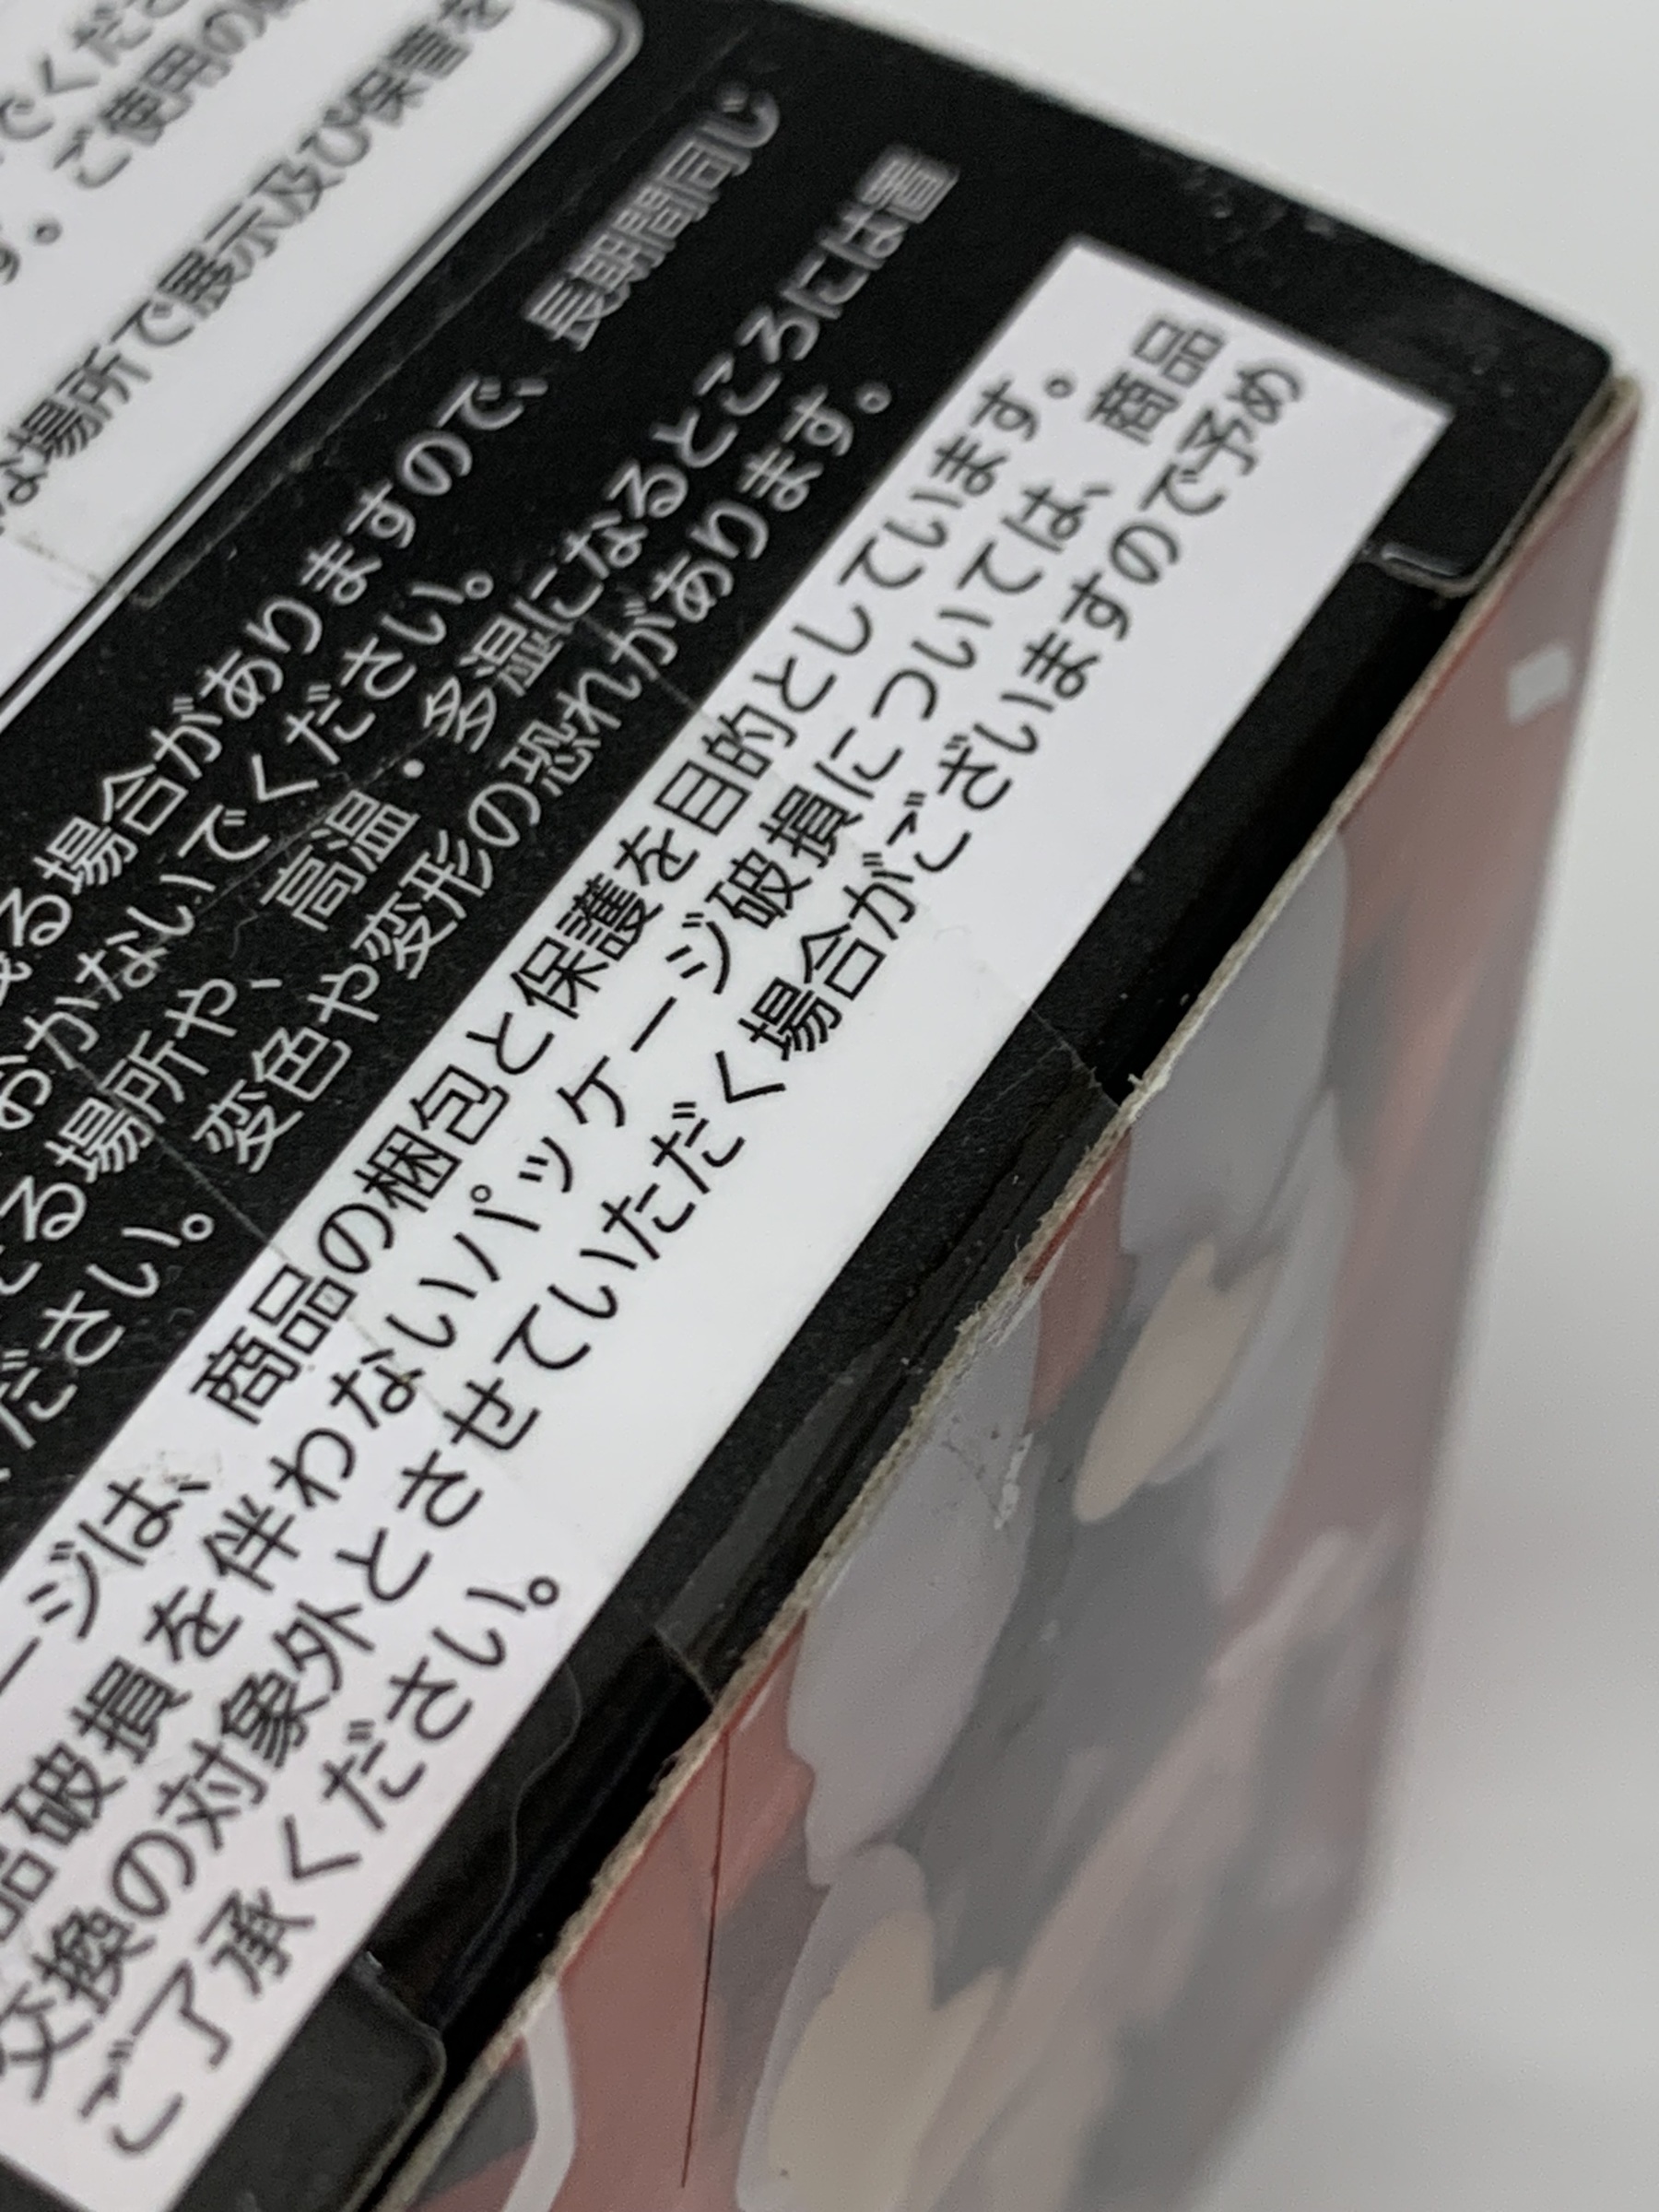 でくださ
す。ご使用の
な場所で展示及び保管を
る場合がありますので、長期間同じ
おかないでください。
る場所や、高温・多湿になるところには置
ださい。変色や変形の恐れがあります。
ージは、商品の梱包と保護を目的としています。
品破損を伴わないパッケージ破損については、商品
交換の対象外とさせていただく場合がございますので予め
ご了承ください。